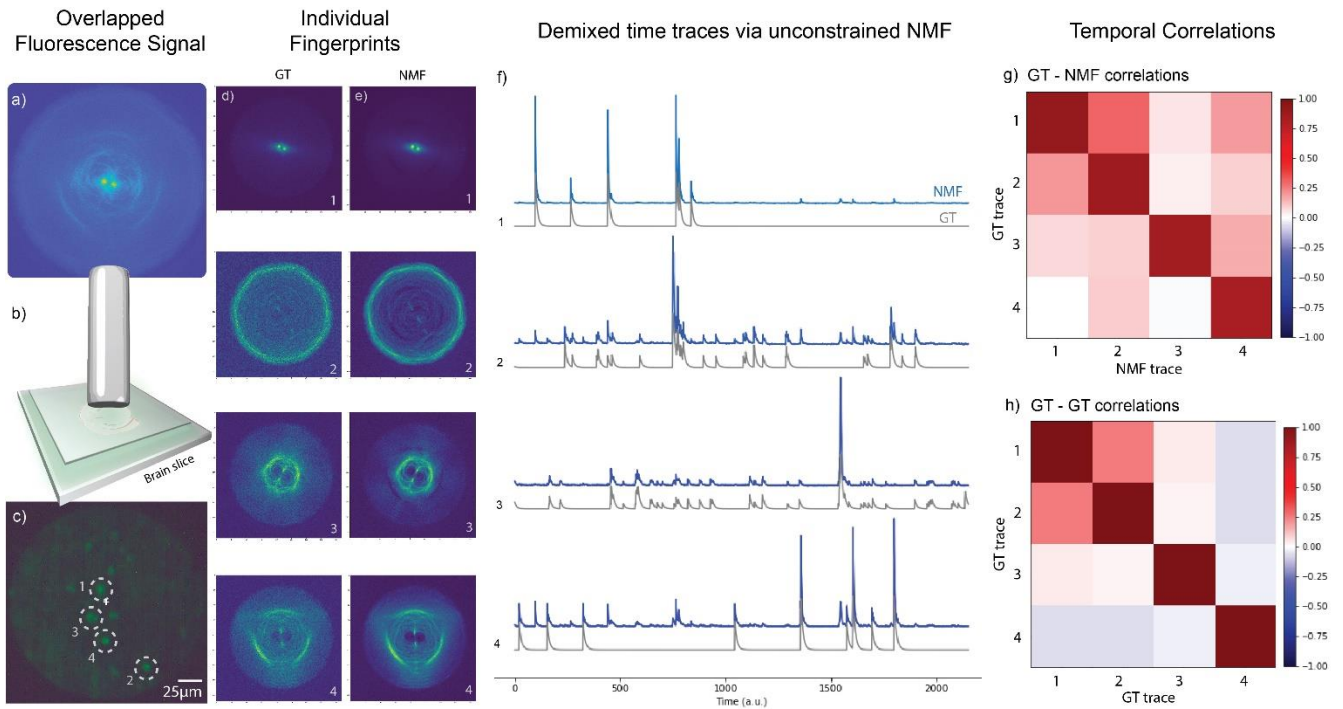 Overlapped
Fluorescence Signal
Individual
Fingerprints
Demixed time traces via unconstrained NMF
Temporal Correlations
GT
NMF
a)
b)
Brain slice
c)
1
3
4
2
25µm
d)
1
2
3
4
e)
1
2
3
4
f)
NMF
GT
1
2
3
4
0
500
1000
1500
2000
Time (a.u.)
g) GT - NMF correlations
GT trace
1
2
3
4
1 2 3 4
NMF trace
1.00
0.75
0.50
0.25
0.00
−0.25
−0.50
−0.75
−1.00
h) GT - GT correlations
GT trace
1
2
3
4
1 2 3 4
GT trace
1.00
0.75
0.50
0.25
0.00
−0.25
−0.50
−0.75
−1.00